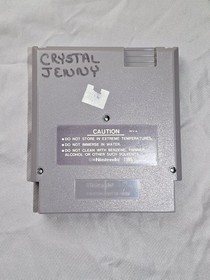 CRYSTAL
JENNY
CAUTION
● DO NOT STORE IN EXTREME TEMPERATURES.
● DO NOT IMMERSE IN WATER.
● DO NOT CLEAN WITH BENZENE, THINNER,
ALCOHOL OR OTHER SUCH SOLVENTS.
Nintendo